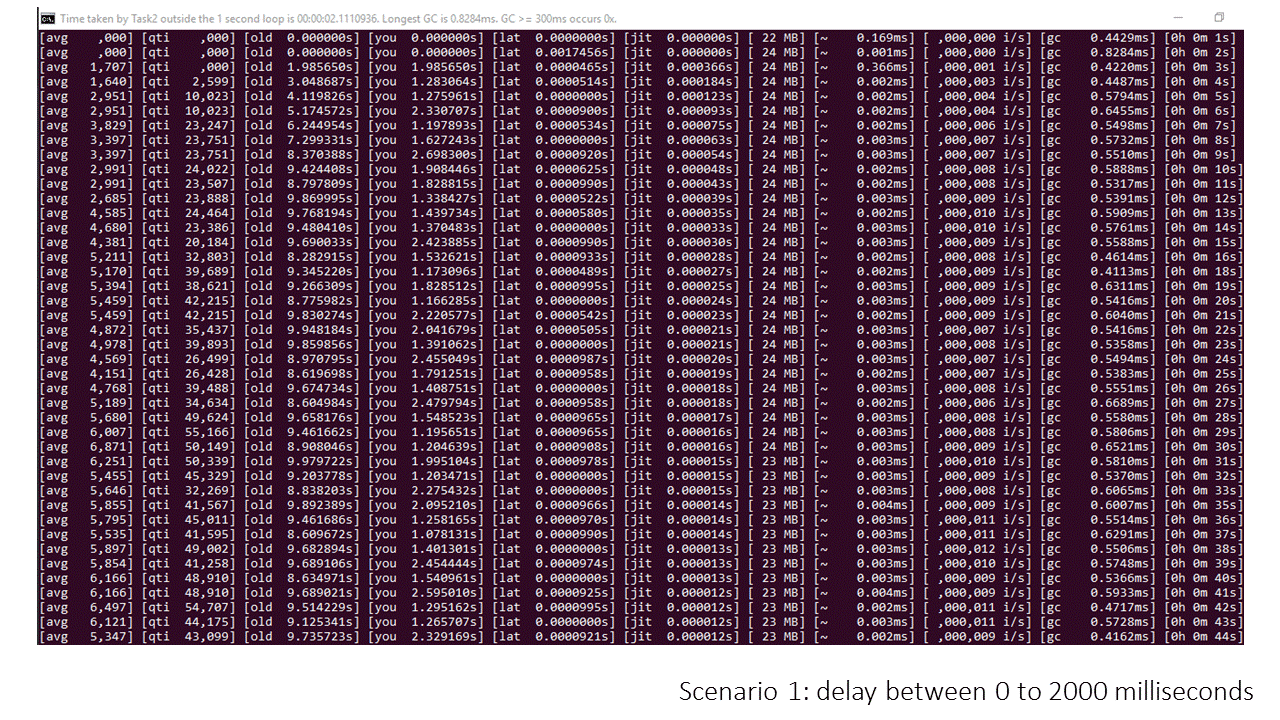 Time taken by Task2 outside the 1 second loop is 00:00:02.1110936. Longest GC is 0.8284ms. GC >= 300ms occurs 0x.
[avg ,000] [qti ,000] [old 0.000000s] [you 0.000000s] [lat 0.0000000s] [jit 0.000000s] [ 22 MB] [~ 0.169ms] [ ,000,000 i/s] [gc 0.4429ms] [0h 0m 1s]
[avg ,000] [qti ,000] [old 0.000000s] [you 0.000000s] [lat 0.0017456s] [jit 0.000000s] [ 24 MB] [~ 0.001ms] [ ,000,000 i/s] [gc 0.8284ms] [0h 0m 2s]
[avg 1,707] [qti ,000] [old 1.985650s] [you 1.985650s] [lat 0.0000465s] [jit 0.000366s] [ 24 MB] [~ 0.366ms] [ ,000,001 i/s] [gc 0.4220ms] [0h 0m 3s]
[avg 1,640] [qti 2,599] [old 3.048687s] [you 1.283064s] [lat 0.0000514s] [jit 0.000184s] [ 24 MB] [~ 0.002ms] [ ,000,003 i/s] [gc 0.4487ms] [0h 0m 4s]
[avg 2,951] [qti 10,023] [old 4.119826s] [you 1.275961s] [lat 0.0000000s] [jit 0.000123s] [ 24 MB] [~ 0.002ms] [ ,000,004 i/s] [gc 0.5794ms] [0h 0m 5s]
[avg 2,951] [qti 10,023] [old 5.174572s] [you 2.330707s] [lat 0.0000900s] [jit 0.000093s] [ 24 MB] [~ 0.002ms] [ ,000,004 i/s] [gc 0.6455ms] [0h 0m 6s]
[avg 3,829] [qti 23,247] [old 6.244954s] [you 1.197893s] [lat 0.0000534s] [jit 0.000075s] [ 24 MB] [~ 0.002ms] [ ,000,006 i/s] [gc 0.5498ms] [0h 0m 7s]
[avg 3,397] [qti 23,751] [old 7.299331s] [you 1.627243s] [lat 0.0000000s] [jit 0.000063s] [ 24 MB] [~ 0.003ms] [ ,000,007 i/s] [gc 0.5732ms] [0h 0m 8s]
[avg 3,397] [qti 23,751] [old 8.370388s] [you 2.698300s] [lat 0.0000920s] [jit 0.000054s] [ 24 MB] [~ 0.003ms] [ ,000,007 i/s] [gc 0.5510ms] [0h 0m 9s]
[avg 2,991] [qti 24,022] [old 9.424408s] [you 1.908446s] [lat 0.0000625s] [jit 0.000048s] [ 24 MB] [~ 0.002ms] [ ,000,008 i/s] [gc 0.5888ms] [0h 0m 10s]
[avg 2,991] [qti 23,507] [old 8.797809s] [you 1.828815s] [lat 0.0000990s] [jit 0.000043s] [ 24 MB] [~ 0.002ms] [ ,000,008 i/s] [gc 0.5317ms] [0h 0m 11s]
[avg 2,685] [qti 23,888] [old 9.869995s] [you 1.338427s] [lat 0.0000522s] [jit 0.000039s] [ 24 MB] [~ 0.003ms] [ ,000,009 i/s] [gc 0.5391ms] [0h 0m 12s]
[avg 4,585] [qti 24,464] [old 9.768194s] [you 1.439734s] [lat 0.0000580s] [jit 0.000035s] [ 24 MB] [~ 0.002ms] [ ,000,010 i/s] [gc 0.5909ms] [0h 0m 13s]
[avg 4,680] [qti 23,386] [old 9.480410s] [you 1.370483s] [lat 0.0000000s] [jit 0.000033s] [ 24 MB] [~ 0.003ms] [ ,000,010 i/s] [gc 0.5761ms] [0h 0m 14s]
[avg 4,381] [qti 20,184] [old 9.690033s] [you 2.423885s] [lat 0.0000990s] [jit 0.000030s] [ 24 MB] [~ 0.002ms] [ ,000,009 i/s] [gc 0.5588ms] [0h 0m 15s]
[avg 5,211] [qti 32,803] [old 8.282915s] [you 1.532621s] [lat 0.0000933s] [jit 0.000028s] [ 24 MB] [~ 0.002ms] [ ,000,008 i/s] [gc 0.4614ms] [0h 0m 16s]
[avg 5,170] [qti 39,689] [old 9.345220s] [you 1.173096s] [lat 0.0000489s] [jit 0.000027s] [ 24 MB] [~ 0.002ms] [ ,000,009 i/s] [gc 0.4113ms] [0h 0m 18s]
[avg 5,394] [qti 38,621] [old 9.266309s] [you 1.828512s] [lat 0.0000995s] [jit 0.000025s] [ 24 MB] [~ 0.003ms] [ ,000,009 i/s] [gc 0.6311ms] [0h 0m 19s]
[avg 5,459] [qti 42,215] [old 8.775982s] [you 1.166285s] [lat 0.0000000s] [jit 0.000024s] [ 24 MB] [~ 0.003ms] [ ,000,009 i/s] [gc 0.5416ms] [0h 0m 20s]
[avg 5,459] [qti 42,215] [old 9.830274s] [you 2.220577s] [lat 0.0000542s] [jit 0.000023s] [ 24 MB] [~ 0.002ms] [ ,000,009 i/s] [gc 0.6040ms] [0h 0m 21s]
[avg 4,872] [qti 35,437] [old 9.948184s] [you 2.041679s] [lat 0.0000505s] [jit 0.000021s] [ 24 MB] [~ 0.003ms] [ ,000,007 i/s] [gc 0.5416ms] [0h 0m 22s]
[avg 4,978] [qti 39,893] [old 9.859856s] [you 1.391062s] [lat 0.0000000s] [jit 0.000021s] [ 24 MB] [~ 0.003ms] [ ,000,008 i/s] [gc 0.5358ms] [0h 0m 23s]
[avg 4,569] [qti 26,499] [old 8.970795s] [you 2.455049s] [lat 0.0000987s] [jit 0.000020s] [ 24 MB] [~ 0.003ms] [ ,000,007 i/s] [gc 0.5494ms] [0h 0m 24s]
[avg 4,151] [qti 26,428] [old 8.619698s] [you 1.791251s] [lat 0.0000958s] [jit 0.000019s] [ 24 MB] [~ 0.002ms] [ ,000,007 i/s] [gc 0.5383ms] [0h 0m 25s]
[avg 4,768] [qti 39,488] [old 9.674734s] [you 1.408751s] [lat 0.0000000s] [jit 0.000018s] [ 24 MB] [~ 0.003ms] [ ,000,008 i/s] [gc 0.5551ms] [0h 0m 26s]
[avg 5,189] [qti 34,634] [old 8.604984s] [you 2.479794s] [lat 0.0000958s] [jit 0.000018s] [ 24 MB] [~ 0.002ms] [ ,000,006 i/s] [gc 0.6689ms] [0h 0m 27s]
[avg 5,680] [qti 49,624] [old 9.658176s] [you 1.548523s] [lat 0.0000965s] [jit 0.000017s] [ 24 MB] [~ 0.003ms] [ ,000,008 i/s] [gc 0.5580ms] [0h 0m 28s]
[avg 6,007] [qti 55,166] [old 9.461662s] [you 1.195651s] [lat 0.0000965s] [jit 0.000016s] [ 24 MB] [~ 0.003ms] [ ,000,008 i/s] [gc 0.5806ms] [0h 0m 29s]
[avg 6,871] [qti 50,149] [old 9.908046s] [you 1.204639s] [lat 0.0000908s] [jit 0.000016s] [ 24 MB] [~ 0.003ms] [ ,000,009 i/s] [gc 0.6521ms] [0h 0m 30s]
[avg 6,251] [qti 50,339] [old 9.979722s] [you 1.995104s] [lat 0.0000978s] [jit 0.000015s] [ 23 MB] [~ 0.003ms] [ ,000,010 i/s] [gc 0.5810ms] [0h 0m 31s]
[avg 5,455] [qti 45,329] [old 9.203778s] [you 1.203471s] [lat 0.0000000s] [jit 0.000015s] [ 23 MB] [~ 0.002ms] [ ,000,009 i/s] [gc 0.5370ms] [0h 0m 32s]
[avg 5,646] [qti 32,269] [old 8.838203s] [you 2.275432s] [lat 0.0000000s] [jit 0.000015s] [ 23 MB] [~ 0.003ms] [ ,000,008 i/s] [gc 0.6065ms] [0h 0m 33s]
[avg 5,855] [qti 41,567] [old 9.892389s] [you 2.095210s] [lat 0.0000966s] [jit 0.000014s] [ 23 MB] [~ 0.004ms] [ ,000,009 i/s] [gc 0.6007ms] [0h 0m 35s]
[avg 5,795] [qti 45,011] [old 9.461686s] [you 1.258165s] [lat 0.0000970s] [jit 0.000014s] [ 23 MB] [~ 0.003ms] [ ,000,011 i/s] [gc 0.5514ms] [0h 0m 36s]
[avg 5,535] [qti 41,595] [old 8.609672s] [you 1.078131s] [lat 0.0000990s] [jit 0.000014s] [ 23 MB] [~ 0.003ms] [ ,000,011 i/s] [gc 0.6291ms] [0h 0m 37s]
[avg 5,897] [qti 49,002] [old 9.682894s] [you 1.401301s] [lat 0.0000000s] [jit 0.000013s] [ 23 MB] [~ 0.003ms] [ ,000,012 i/s] [gc 0.5506ms] [0h 0m 38s]
[avg 5,854] [qti 41,258] [old 9.689106s] [you 2.454444s] [lat 0.0000974s] [jit 0.000013s] [ 23 MB] [~ 0.003ms] [ ,000,010 i/s] [gc 0.5748ms] [0h 0m 39s]
[avg 6,166] [qti 48,910] [old 8.634971s] [you 1.540961s] [lat 0.0000000s] [jit 0.000013s] [ 23 MB] [~ 0.003ms] [ ,000,009 i/s] [gc 0.5366ms] [0h 0m 40s]
[avg 6,166] [qti 48,910] [old 9.689021s] [you 2.595010s] [lat 0.0000925s] [jit 0.000012s] [ 23 MB] [~ 0.004ms] [ ,000,009 i/s] [gc 0.5933ms] [0h 0m 41s]
[avg 6,497] [qti 54,707] [old 9.514229s] [you 1.295162s] [lat 0.0000995s] [jit 0.000012s] [ 23 MB] [~ 0.002ms] [ ,000,011 i/s] [gc 0.4717ms] [0h 0m 42s]
[avg 6,121] [qti 44,175] [old 9.125341s] [you 1.265707s] [lat 0.0000000s] [jit 0.000012s] [ 23 MB] [~ 0.003ms] [ ,000,011 i/s] [gc 0.5728ms] [0h 0m 43s]
[avg 5,347] [qti 43,099] [old 9.735723s] [you 2.329169s] [lat 0.0000921s] [jit 0.000012s] [ 23 MB] [~ 0.002ms] [ ,000,009 i/s] [gc 0.4162ms] [0h 0m 44s]
Scenario 1: delay between 0 to 2000 milliseconds